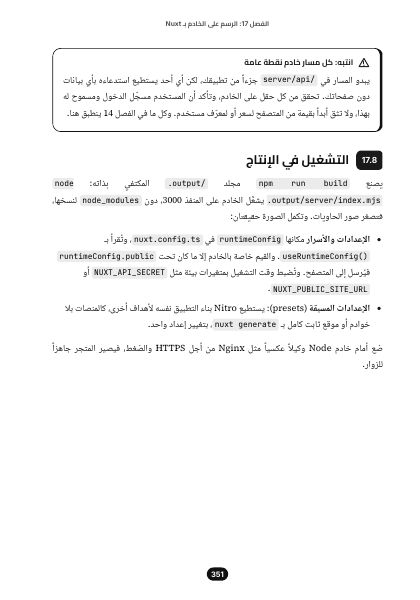 الفصل 17: الرسم على الخادم بـ Nuxt
انتبه: كل مسار خادم نقطة عامة
يبدو المسار في server/api/ جزءاً من تطبيقك، لكن أي أحد يستطيع استدعاءه بأي بيانات
دون صفحاتك. تحقق من كل حقل على الخادم، وتأكد أن المستخدم مسجّل الدخول ومسموح له
بهذا، ولا تثق أبداً بقيمة من المتصفح لسعر أو لمعرّف مستخدم. وكل ما في الفصل 14 ينطبق هنا.
17.8 التشغيل في الإنتاج
يصنع npm run build مجلد .output/ المكتفي بذاته: node
.output/server/index.mjs يشغّل الخادم على المنفذ 3000، دون node_modules لنسخها،
فتصغر صور الحاويات. وتكمل الصورة حقيقتان:
• الإعدادات والأسرار مكانها runtimeConfig في nuxt.config.ts، وتُقرأ بـ
useRuntimeConfig(). والقيم خاصة بالخادم إلا ما كان تحت runtimeConfig.public
فيُرسل إلى المتصفح. وتُضبط وقت التشغيل بمتغيرات بيئة مثل NUXT_API_SECRET أو
NUXT_PUBLIC_SITE_URL.
• الإعدادات المسبقة (presets): يستطيع Nitro بناء التطبيق نفسه لأهداف أخرى، كالمنصات بلا
خوادم أو موقع ثابت كامل بـ nuxt generate، بتغيير إعداد واحد.
ضع أمام خادم Node وكيلاً عكسياً مثل Nginx من أجل HTTPS والضغط، فيصير المتجر جاهزاً
للزوار.
351